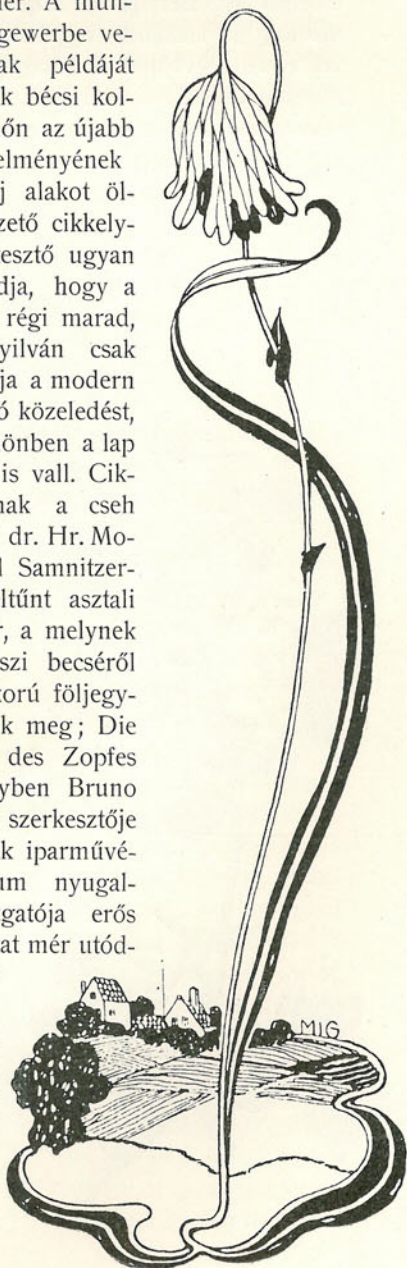 ner. A mün-
gewerbe ve-
ak példáját
k bécsi kol-
lőn az újabb
elményének
j alakot öl-
zető cikkely-
esztő ugyan
dja, hogy a
régi marad,
yilván csak
ja a modern
ó közeledést,
önben a lap
is vall. Cik-
nak a cseh
dr. Hr. Mo-
l Samnitzer-
ltűnt asztali
r, a melynek
szi becséről
zorú följegy-
k meg; Die
des Zopfes
yben Bruno
szerkesztője
k iparművé-
um nyugal-
gatója erős
at mér utód-
MIG